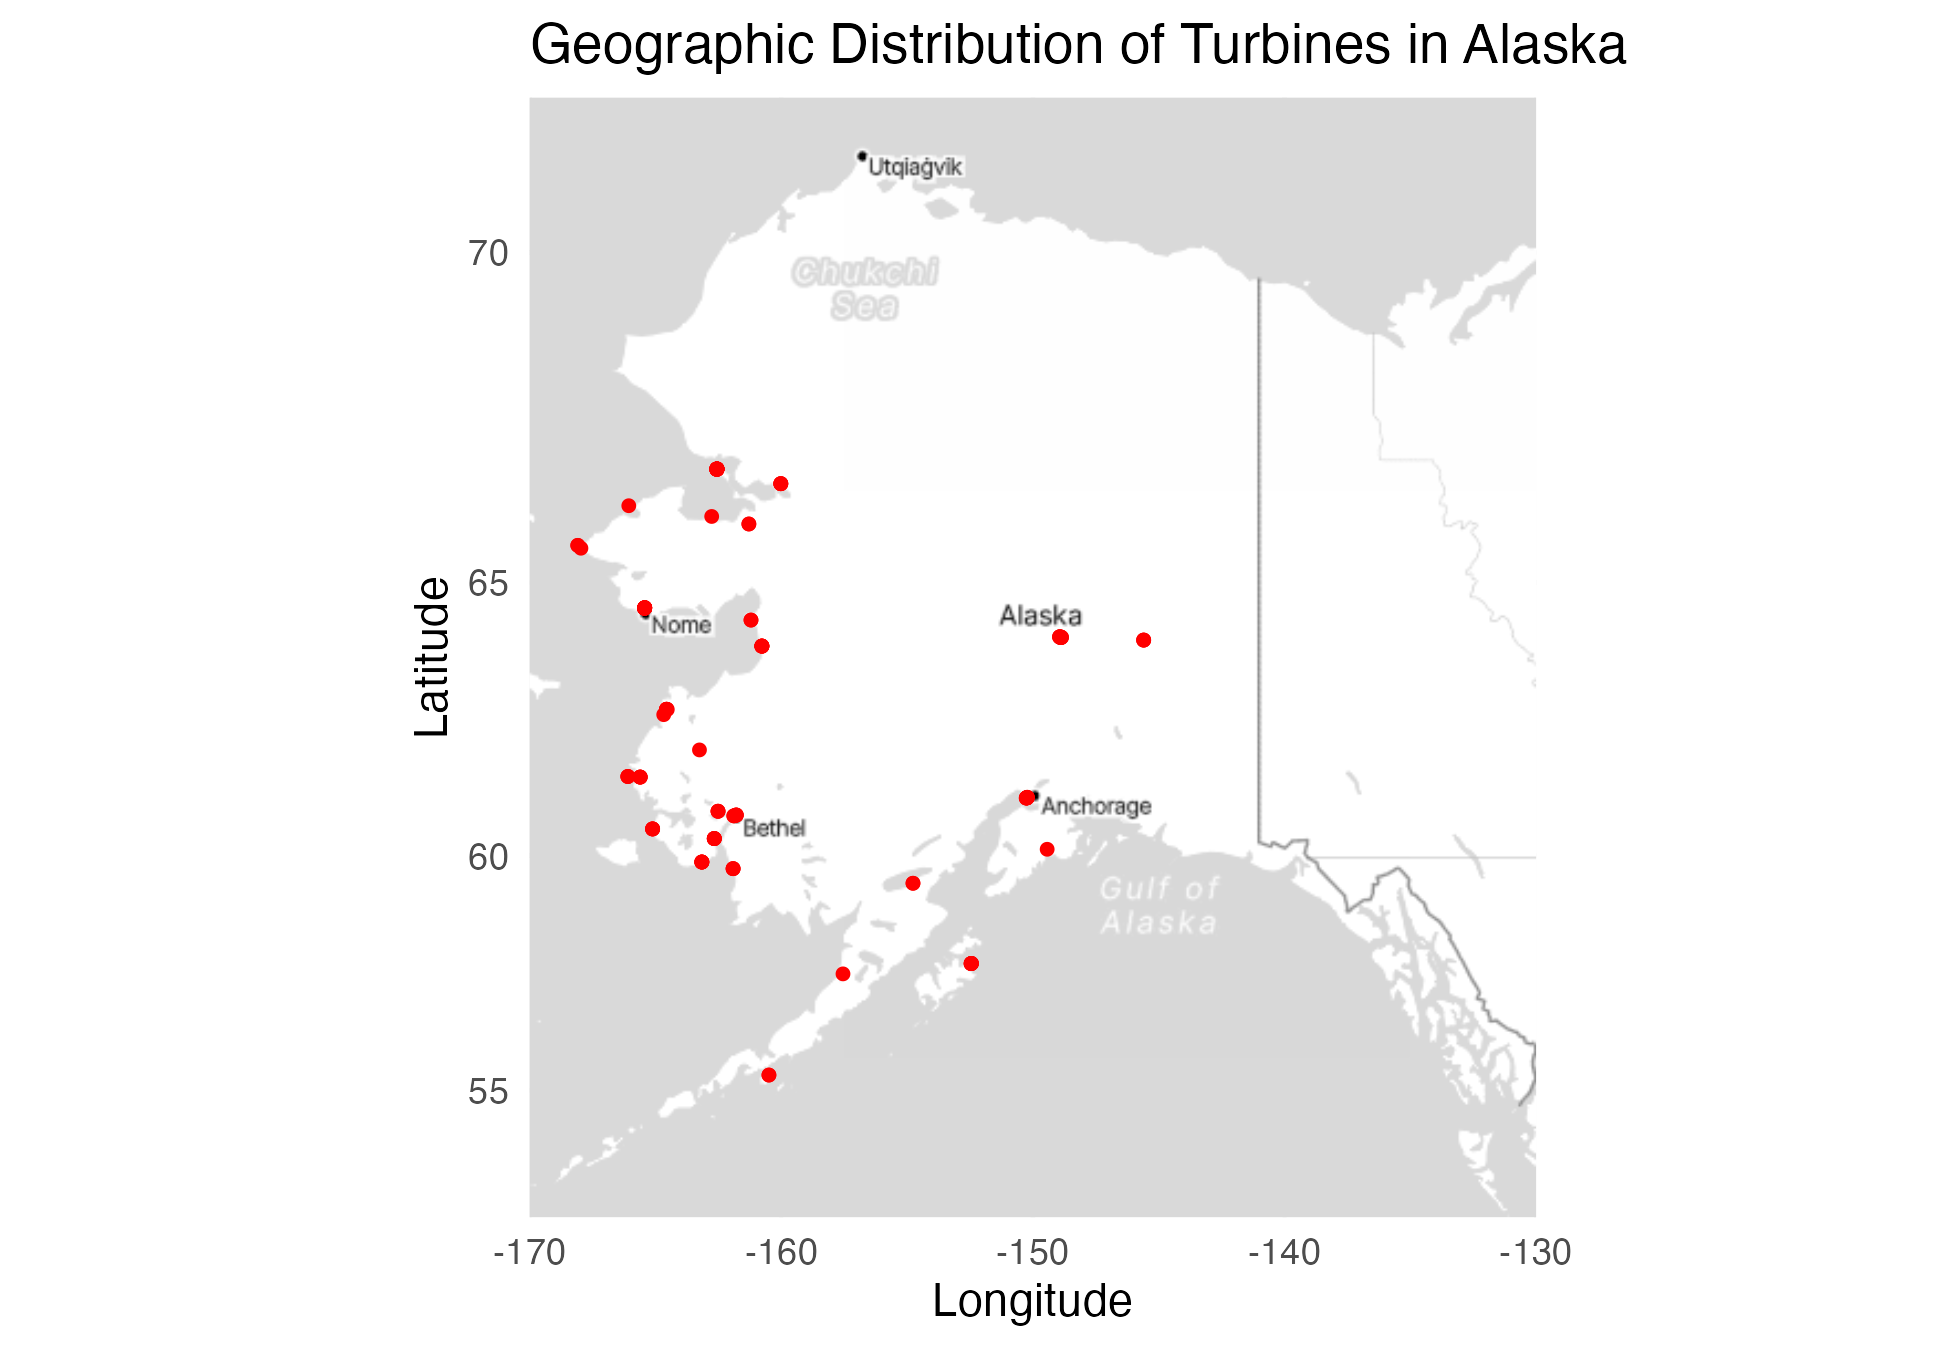 Geographic Distribution of Turbines in Alaska
Utqiaġvik
70
Chukchi
Sea
65
Latitude
Nome
Alaska
Anchorage
Bethel
60
Gulf of
Alaska
55
-170
-160
-150
-140
-130
Longitude